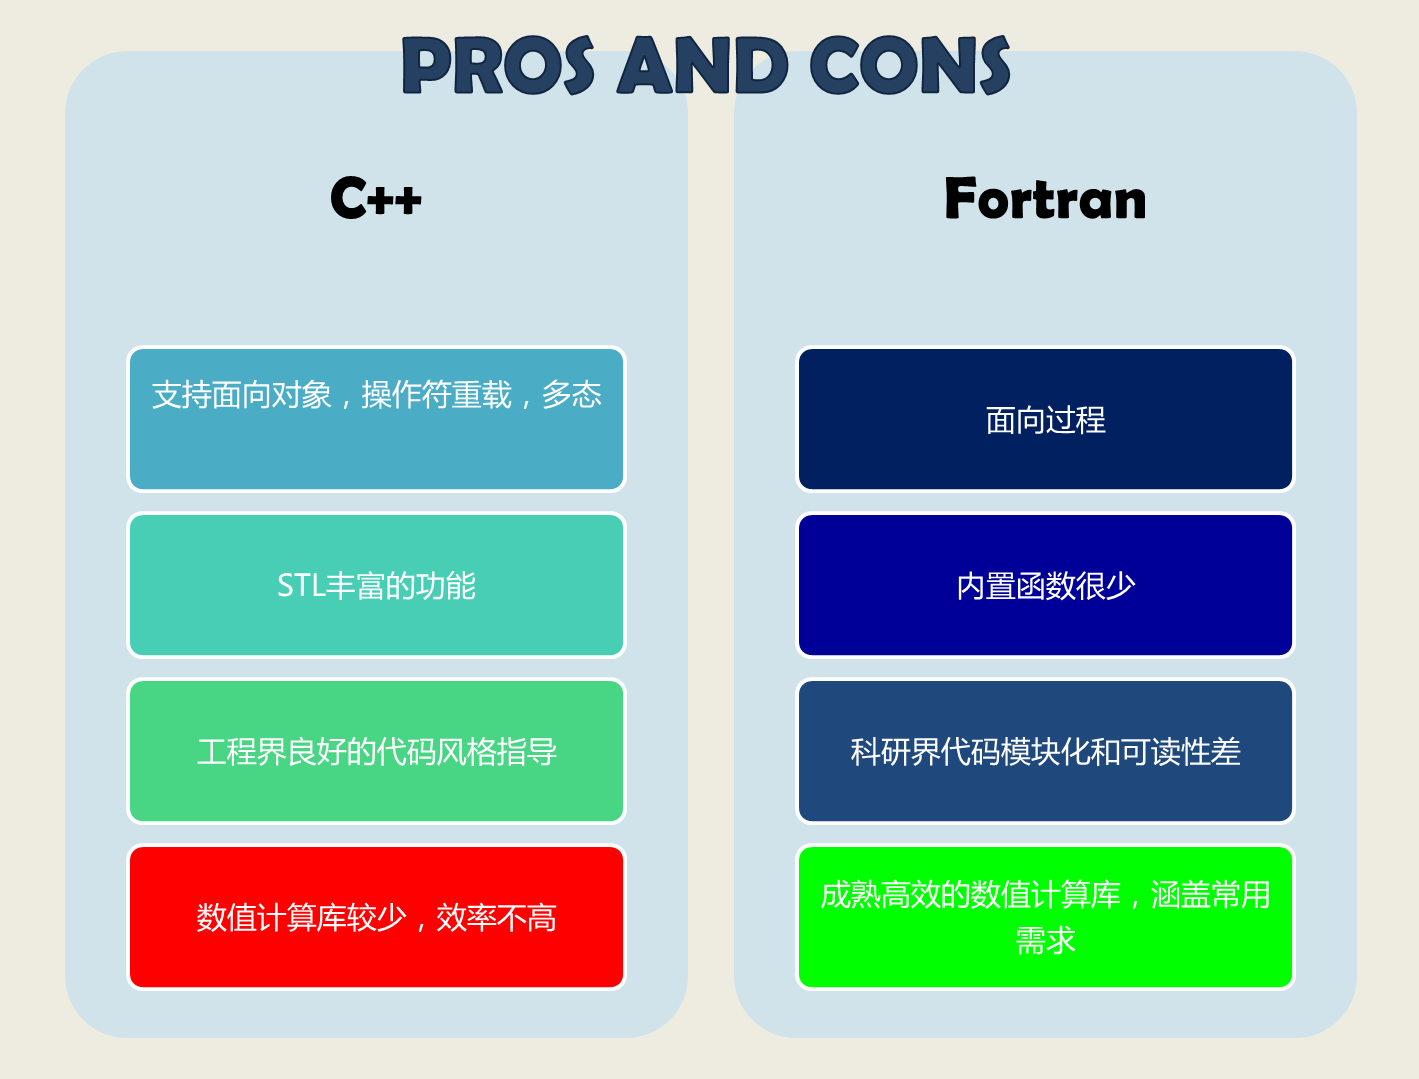 PROS AND CONS
C++
支持面向对象，操作符重载，多态
STL丰富的功能
工程界良好的代码风格指导
数值计算库较少，效率不高
Fortran
面向过程
内置函数很少
科研界代码模块化和可读性差
成熟高效的数值计算库，涵盖常用
需求